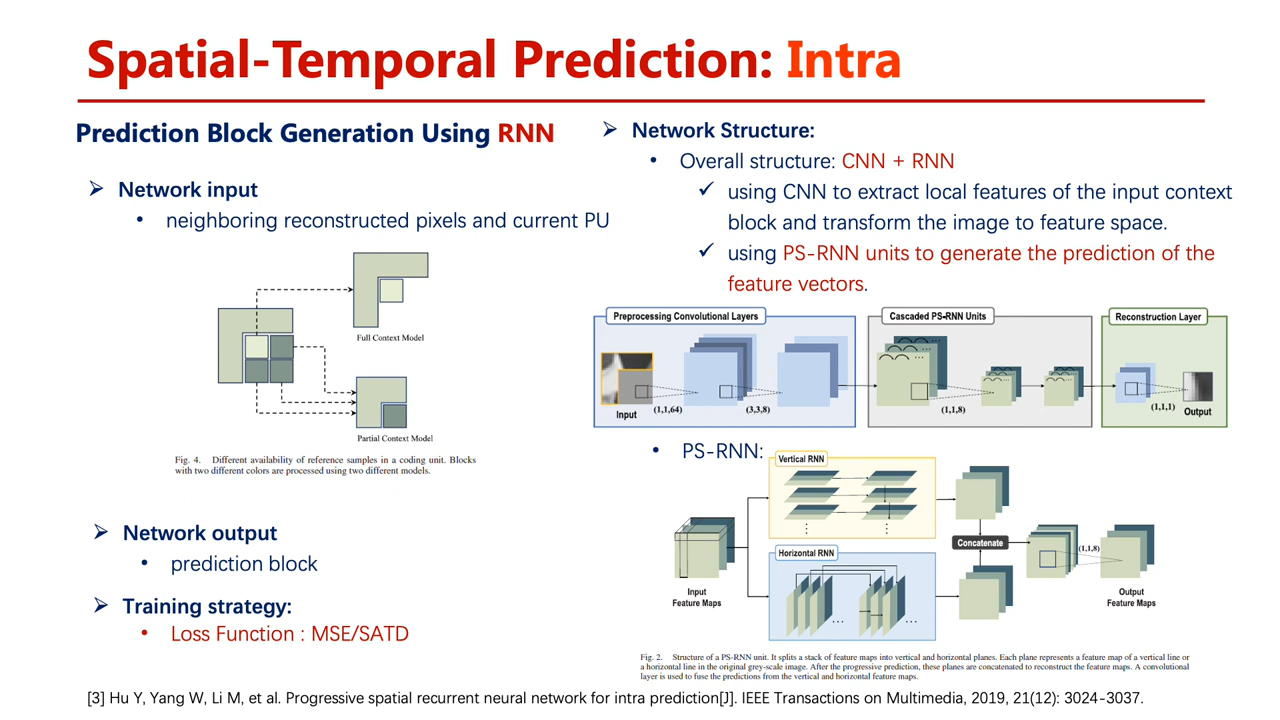 Spatial-Temporal Prediction: Intra
Prediction Block Generation Using RNN
➢ Network input
• neighboring reconstructed pixels and current PU
Full Context Model
Partial Context Model
Fig. 4. Different availability of reference samples in a coding unit. Blocks
with two different colors are processed using two different models.
➢ Network output
• prediction block
➢ Training strategy:
• Loss Function : MSE/SATD
➢ Network Structure:
• Overall structure: CNN + RNN
✓ using CNN to extract local features of the input context
block and transform the image to feature space.
✓ using PS-RNN units to generate the prediction of the
feature vectors.
Preprocessing Convolutional Layers
Input
(1,1,64)
(3,3,8)
Cascaded PS-RNN Units
(1,1,8)
Reconstruction Layer
(1,1,1)
Output
• PS-RNN:
Vertical RNN
Horizontal RNN
Input
Feature Maps
Concatenate
(1,1,8)
Output
Feature Maps
Fig. 2. Structure of a PS-RNN unit. It splits a stack of feature maps into vertical and horizontal planes. Each plane represents a feature map of a vertical line or
a horizontal line in the original grey-scale image. After the progressive prediction, these planes are concatenated to reconstruct the feature maps. A convolutional
layer is used to fuse the predictions from the vertical and horizontal feature maps.
[3] Hu Y, Yang W, Li M, et al. Progressive spatial recurrent neural network for intra prediction[J]. IEEE Transactions on Multimedia, 2019, 21(12): 3024-3037.